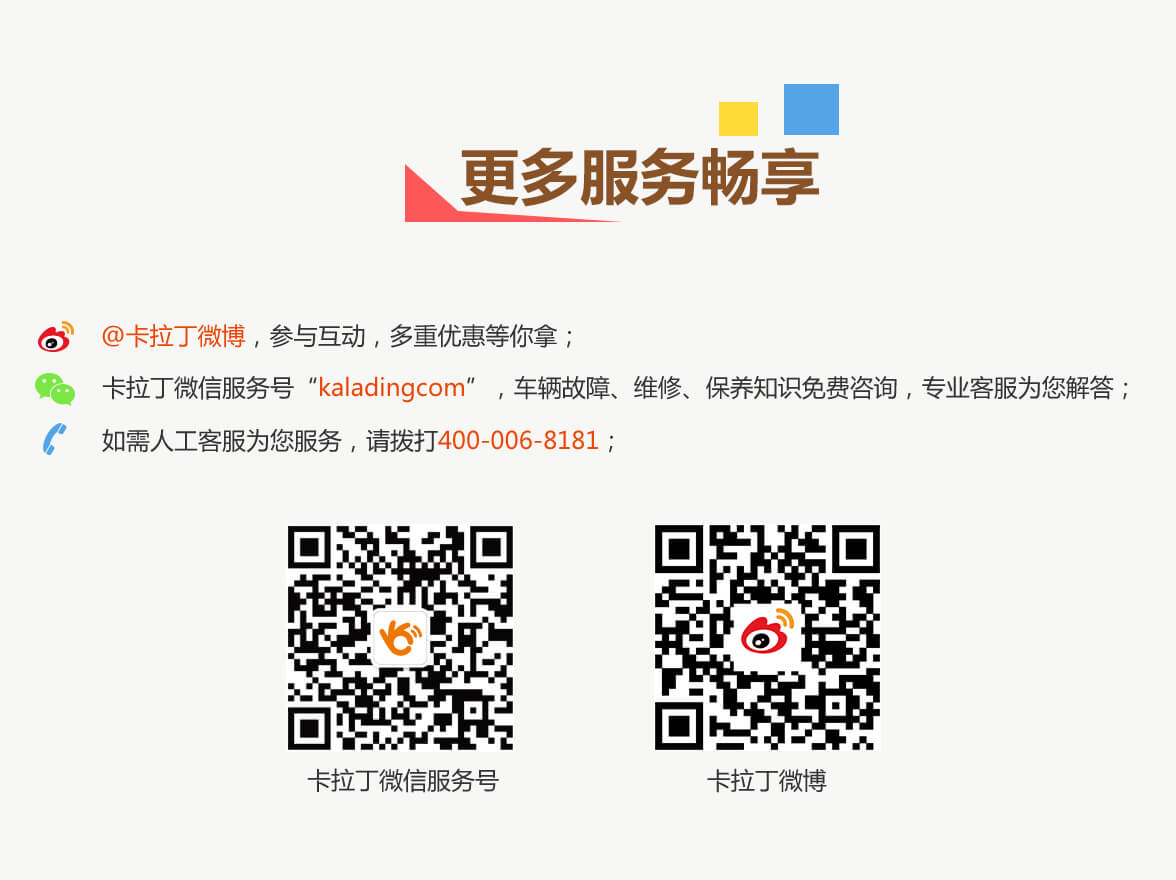 更多服务畅享
@卡拉丁微博，参与互动，多重优惠等你拿；
卡拉丁微信服务号“kaladingcom”，车辆故障、维修、保养知识免费咨询，专业客服为您解答；
如需人工客服为您服务，请拨打400-006-8181；
卡拉丁微信服务号
卡拉丁微博